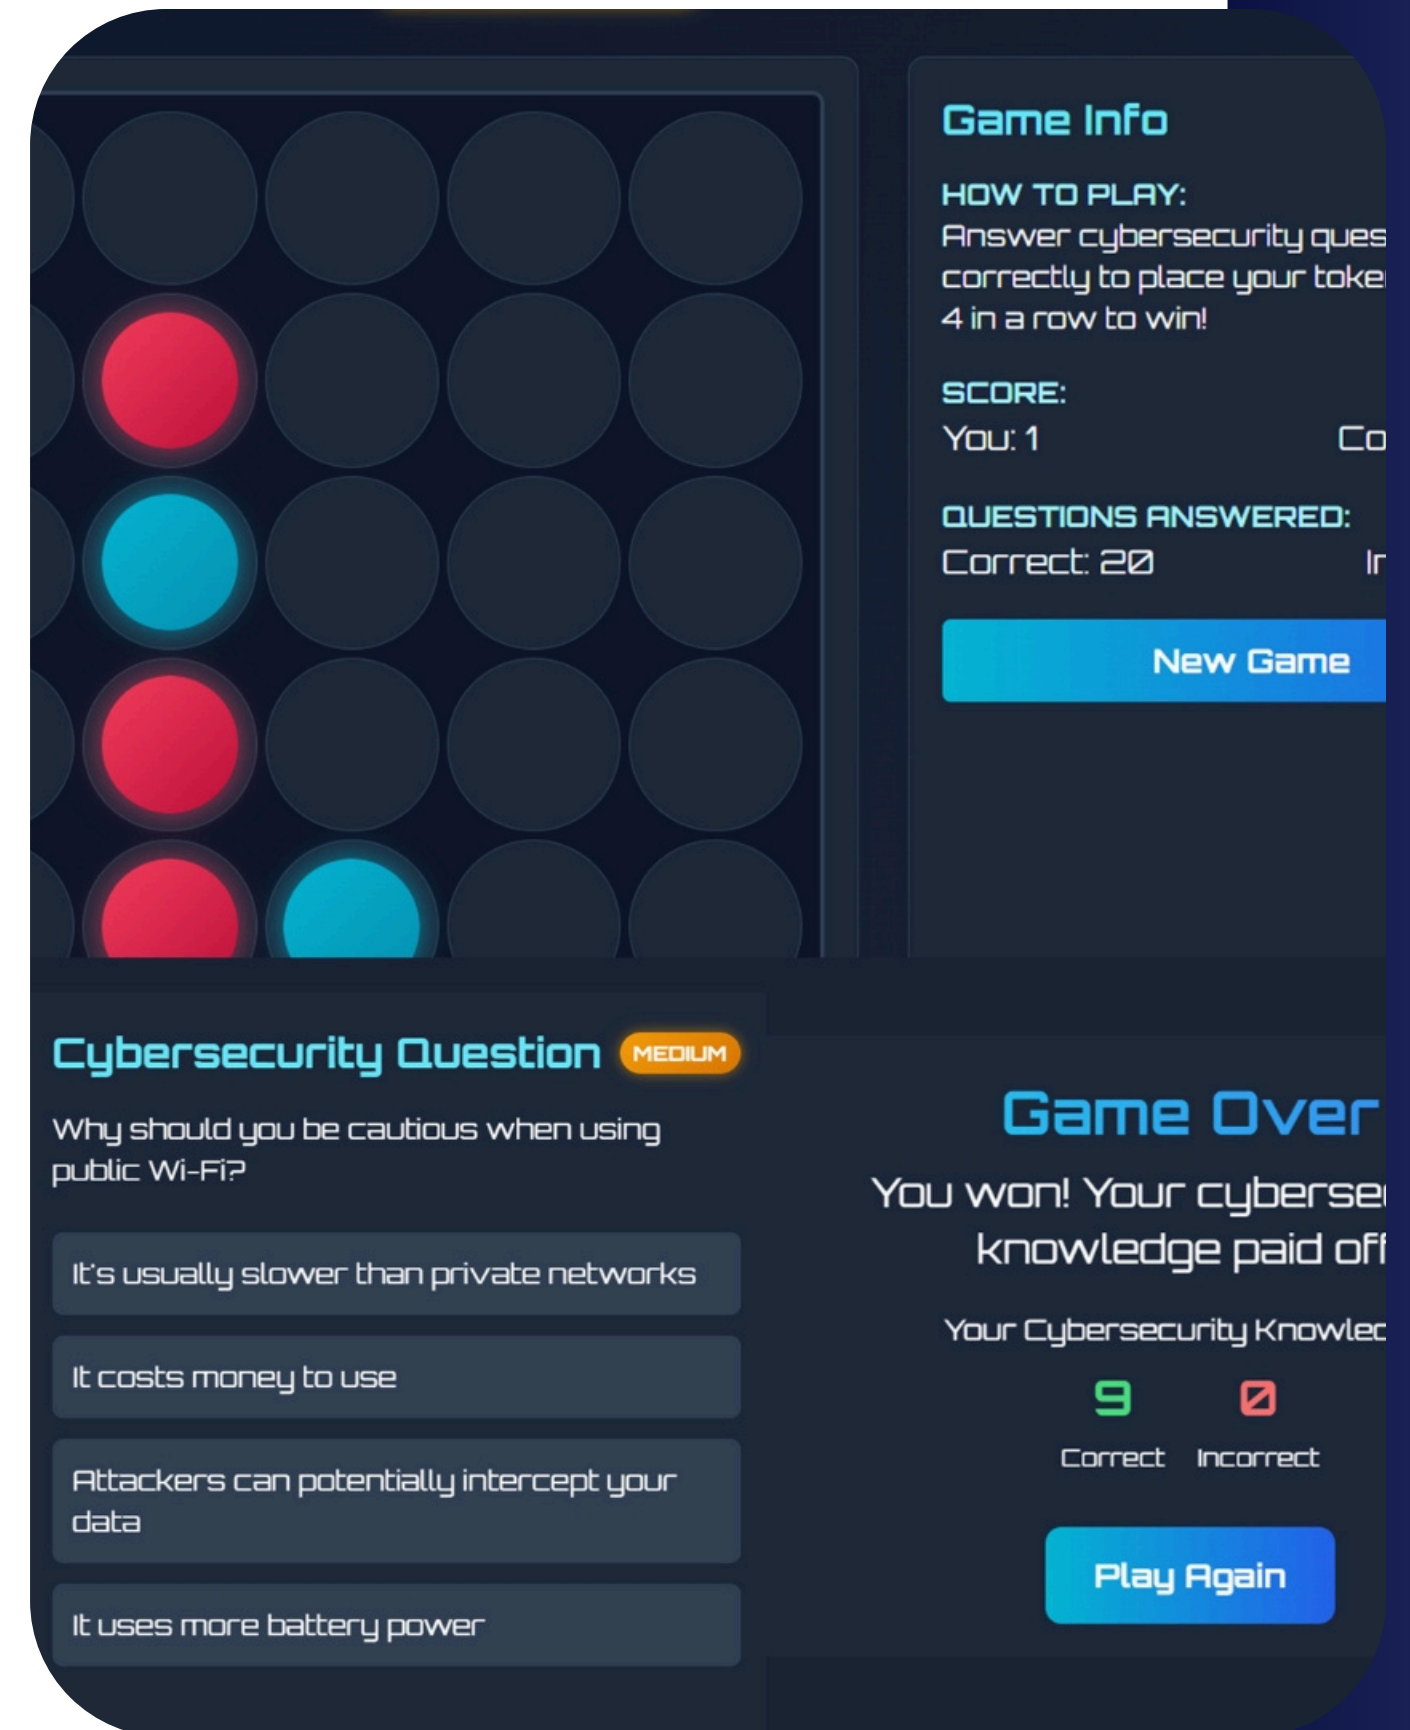 Game Info
HOW TO PLAY:
Answer cybersecurity ques
correctly to place your toke
4 in a row to win!
SCORE:
You: 1
Co
QUESTIONS ANSWERED:
Correct: 20
In
New Game
Cybersecurity Question
MEDIUM
Why should you be cautious when using
public Wi-Fi?
It's usually slower than private networks
It costs money to use
Attackers can potentially intercept your
data
It uses more battery power
Game Over
You won! Your cybersec
knowledge paid off
Your Cybersecurity Knowled
9 0
Correct Incorrect
Play Again